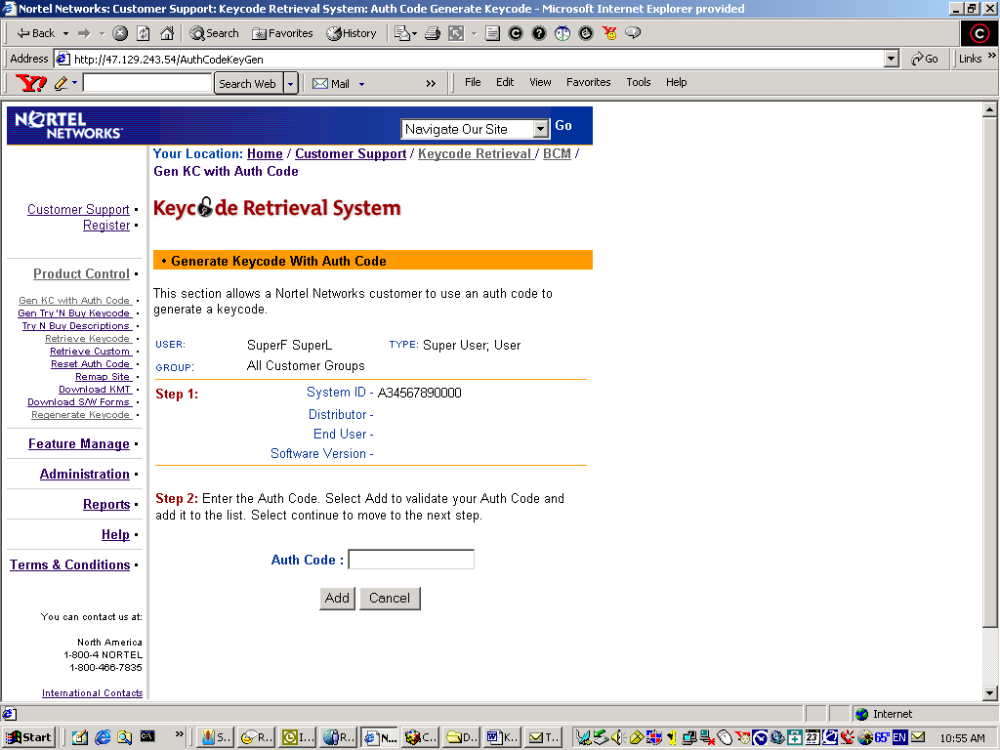 Nortel Networks: Customer Support: Keycode Retrieval System: Auth Code Generate Keycode - Microsoft Internet Explorer provided
Back Search Favorites History
Address http://47.129.243.54/AuthCodeKeyGen Go Links »
Y! Search Web Mail » File Edit View Favorites Tools Help
NORTEL
NETWORKS
Navigate Our Site Go
Your Location: Home / Customer Support / Keycode Retrieval / BCM /
Gen KC with Auth Code
Customer Support •
Register •
Product Control •
Gen KC with Auth Code •
Gen Try 'N Buy Keycode •
Try N Buy Descriptions •
Retrieve Keycode •
Retrieve Custom •
Reset Auth Code •
Remap Site •
Download KMT •
Download S/W Forms •
Regenerate Keycode •
Feature Manage •
Administration •
Reports •
Help •
Terms & Conditions •
You can contact us at:
North America
1-800-4 NORTEL
1-800-466-7835
International Contacts
Keycode Retrieval System
• Generate Keycode With Auth Code
This section allows a Nortel Networks customer to use an auth code to
generate a keycode.
USER: SuperF SuperL TYPE: Super User; User
GROUP: All Customer Groups
Step 1: System ID - A34567890000
Distributor -
End User -
Software Version -
Step 2: Enter the Auth Code. Select Add to validate your Auth Code and
add it to the list. Select continue to move to the next step.
Auth Code :
Add Cancel
Internet
Start » S... R... I... R... N... C... D... K... T... 23 65° EN 10:55 AM